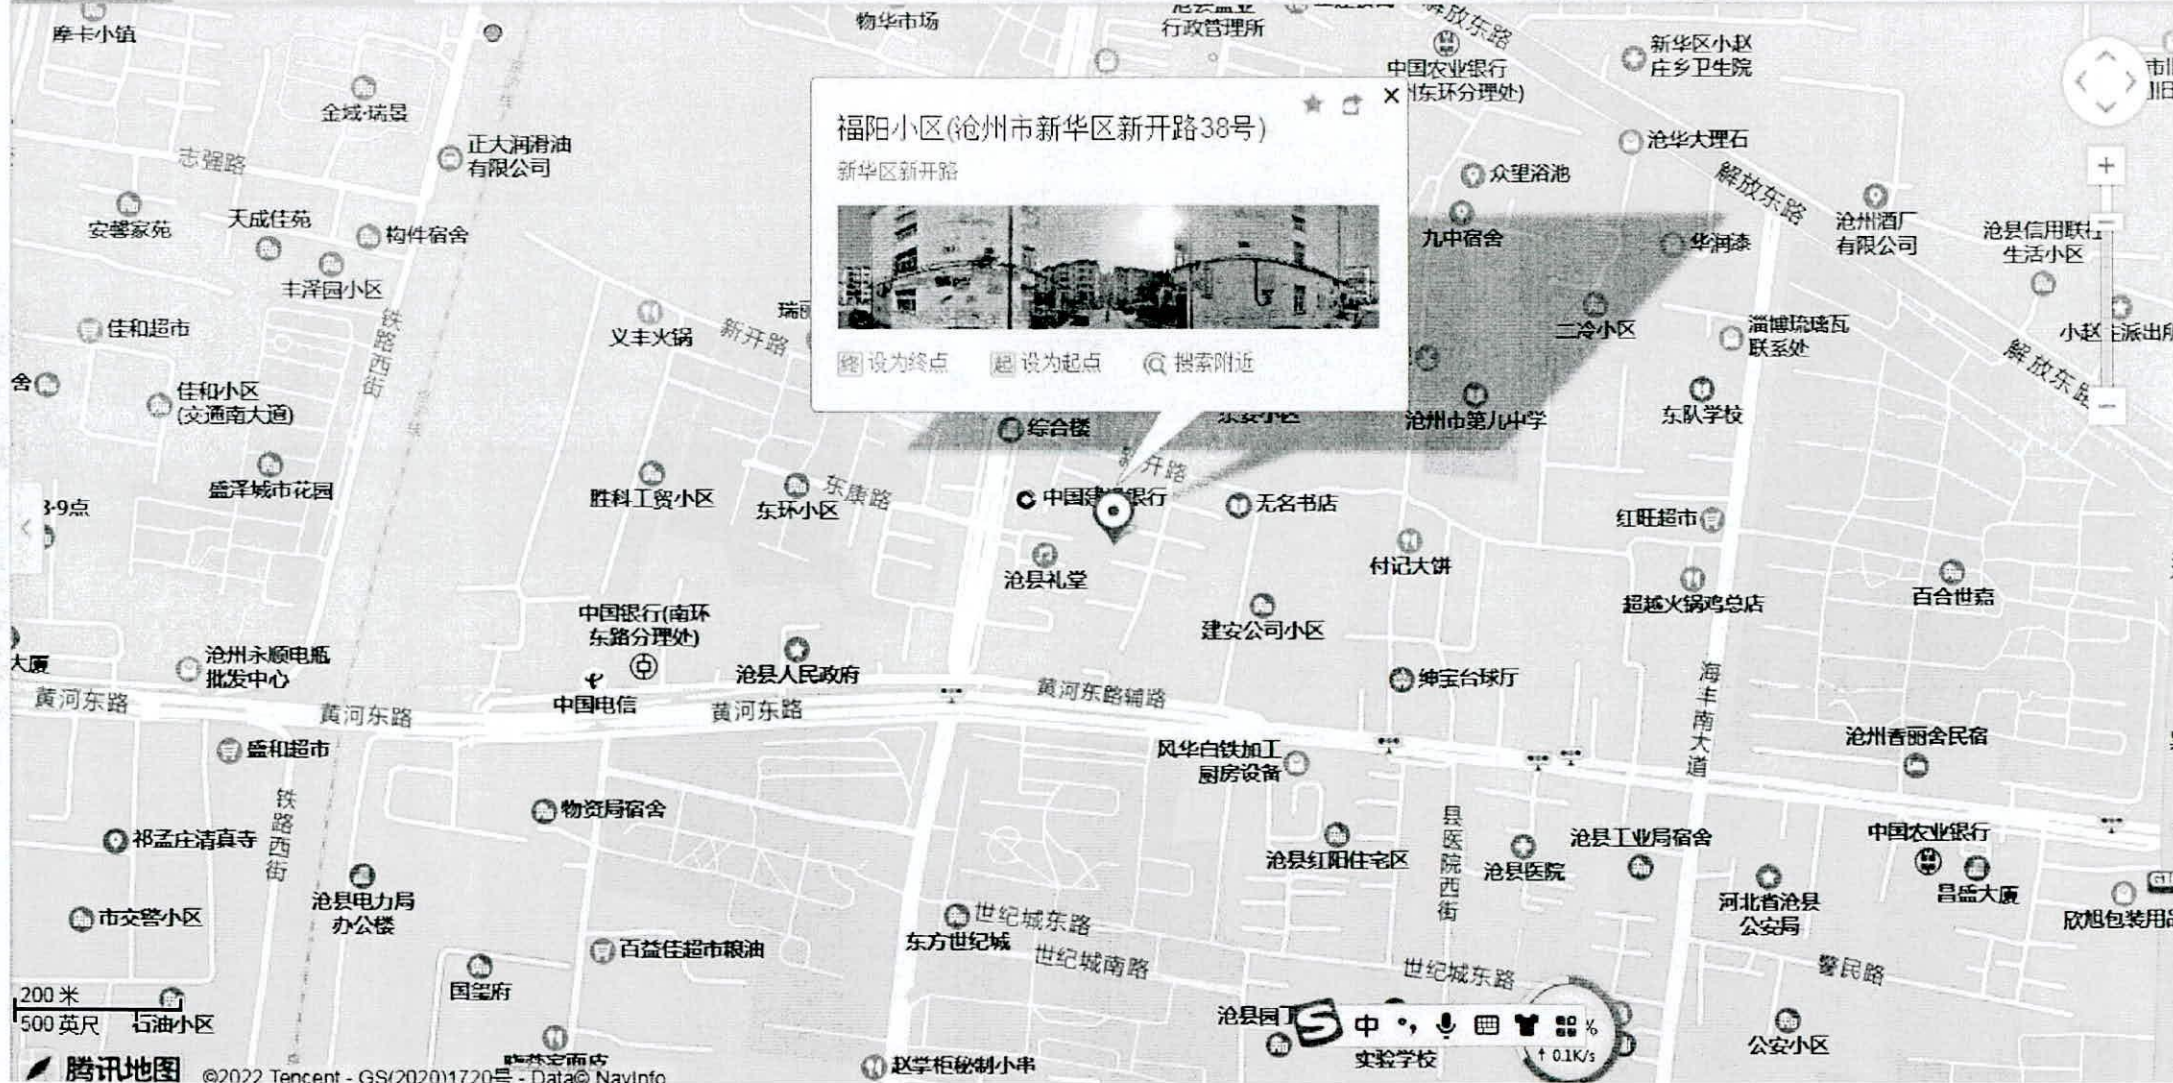 摩卡小镇
物华市场
行政管理所
解放东路
中国农业银行
东环分理处)
新华区小赵
庄乡卫生院
金域·瑞景
正大润滑油
有限公司
志强路
福阳小区(沧州市新华区新开路38号)
新华区新开路
设为终点
设为起点
搜索附近
众望浴池
沧华大理石
解放东路
安馨家苑
天成佳苑
构件宿舍
九中宿舍
华润漆
沧州酒厂
有限公司
沧县信用联社
生活小区
丰泽园小区
佳和超市
铁路西街
义丰火锅
新开路
二冷小区
淄博琉璃瓦
联系处
解放东路
舍
佳和小区
(交通南大道)
综合楼
沧州市第九中学
东队学校
盛泽城市花园
胜科工贸小区
东环小区
东康路
新开路
中国建设银行
无名书店
红旺超市
3-9点
沧县礼堂
付记大饼
超越火锅鸡总店
百合世嘉
中国银行(南环
东路分理处)
建安公司小区
大厦
沧州永顺电瓶
批发中心
沧县人民政府
绅宝台球厅
海丰南大道
黄河东路
黄河东路
中国电信
黄河东路
黄河东路辅路
盛和超市
风华白铁加工
厨房设备
沧州香丽舍民宿
铁路西街
物资局宿舍
县医院西街
祁孟庄清真寺
沧县红阳住宅区
沧县医院
沧县工业局宿舍
中国农业银行
昌盛大厦
沧县电力局
办公楼
河北省沧县
公安局
市交警小区
世纪城东路
东方世纪城
欣旭包装用品
百益佳超市粮油
世纪城南路
世纪城东路
警民路
国玺府
200 米
500 英尺
石油小区
沧县园丁
中
%
↑ 0.1K/s
实验学校
公安小区
赵掌柜秘制小串
腾讯地图
©2022 Tencent - GS(2020)1720号 - Data© NavInfo